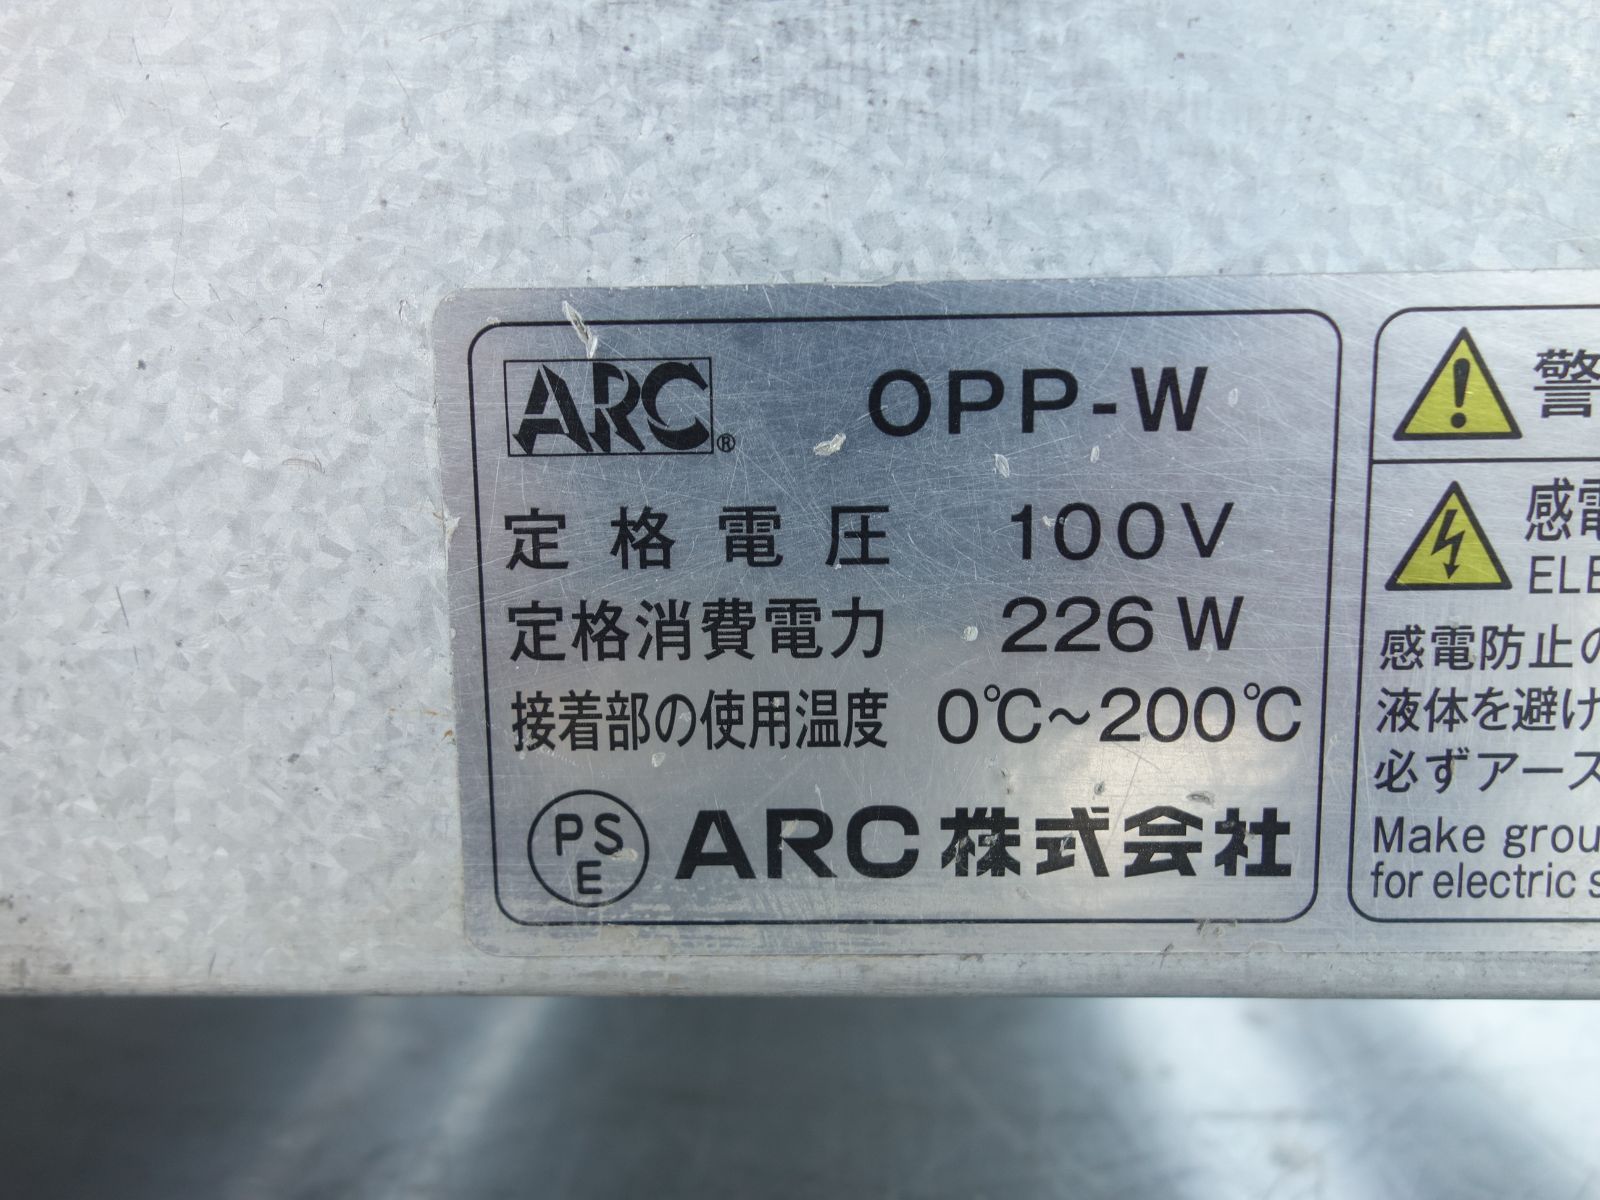 ARC® OPP-W
定格電圧 100V
定格消費電力 226W
接着部の使用温度 0℃~200℃
PSE ARC株式会社
警
感電
ELE
感電防止の
液体を避け
必ずアース
Make grou
for electric s